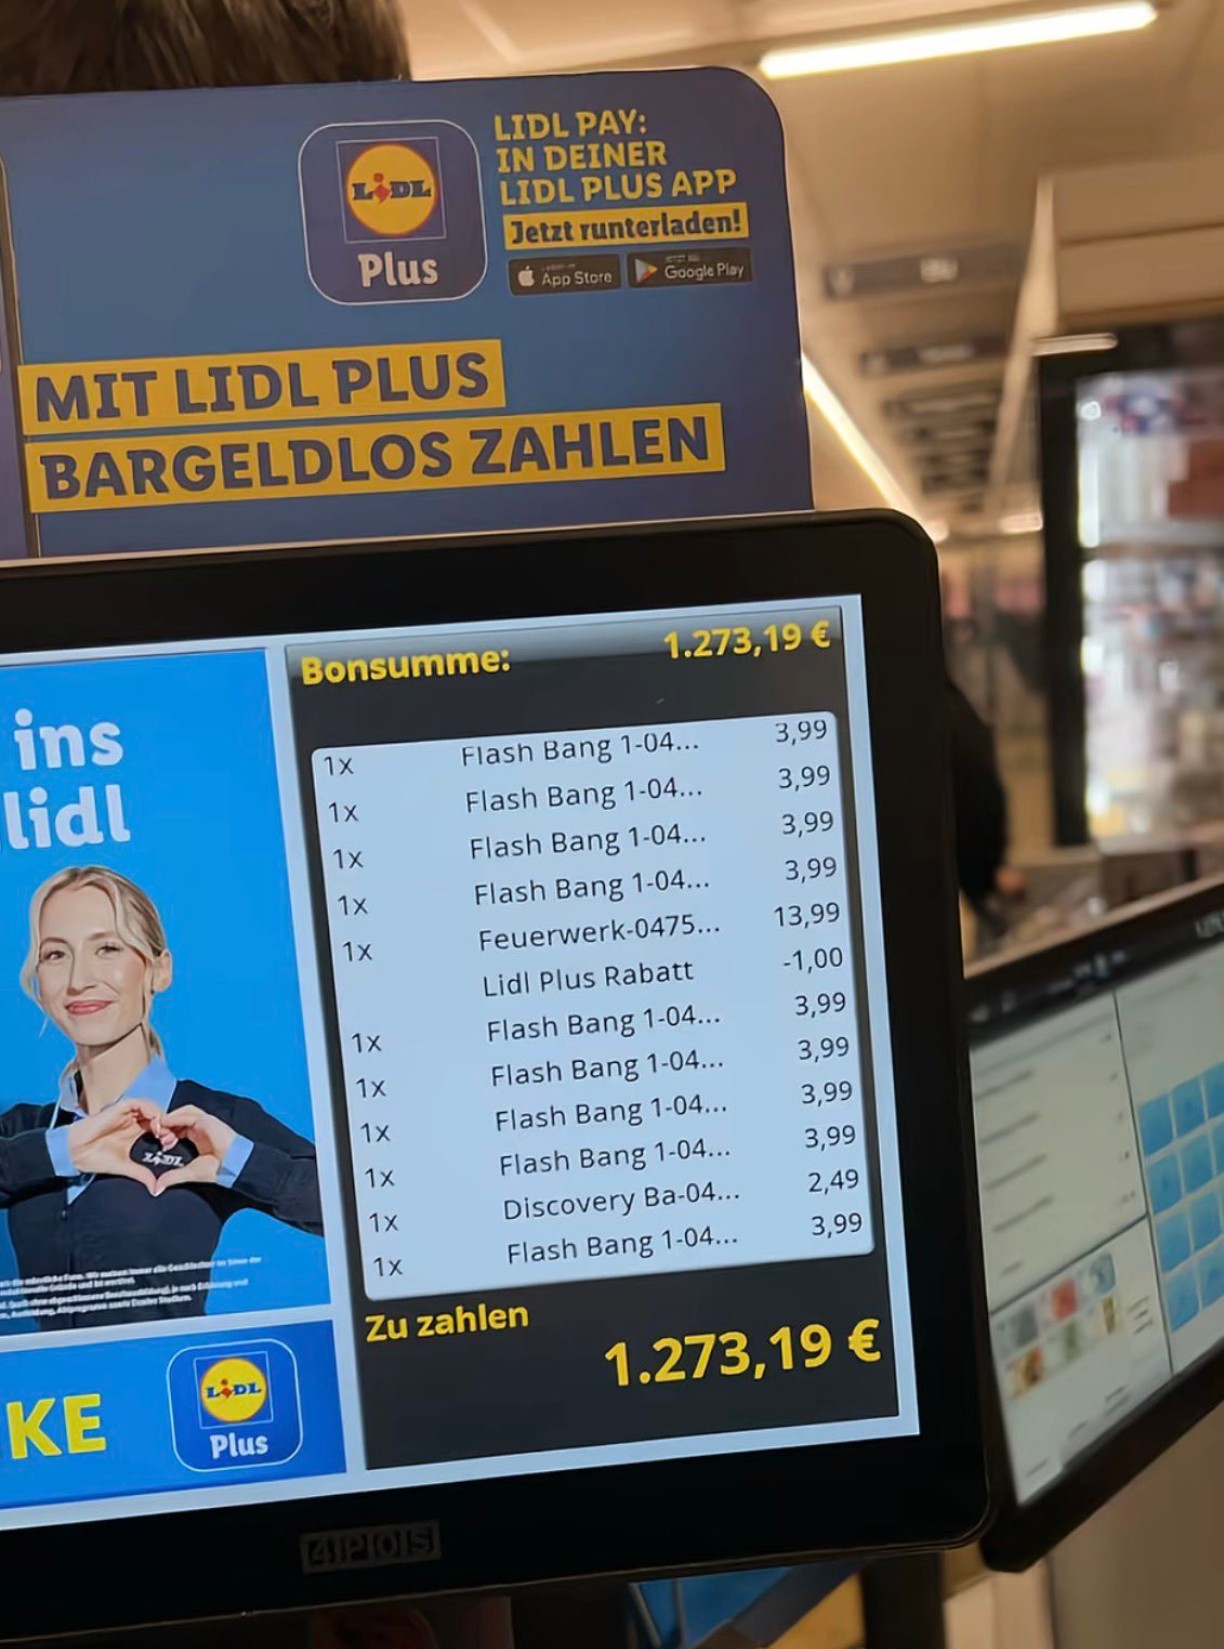 LIDL
Plus
LIDL PAY:
IN DEINER
LIDL PLUS APP
Jetzt runterladen!
App Store
Google Play
MIT LIDL PLUS
BARGELDLOS ZAHLEN
ins
lidl
LIDL
KE
LIDL
Plus
Bonsumme: 1.273,19 €
1x Flash Bang 1-04... 3,99
1x Flash Bang 1-04... 3,99
1x Flash Bang 1-04... 3,99
1x Flash Bang 1-04... 3,99
1x Feuerwerk-0475... 13,99
Lidl Plus Rabatt -1,00
1x Flash Bang 1-04... 3,99
1x Flash Bang 1-04... 3,99
1x Flash Bang 1-04... 3,99
1x Flash Bang 1-04... 3,99
1x Discovery Ba-04... 2,49
1x Flash Bang 1-04... 3,99
Zu zahlen
1.273,19 €
4POS